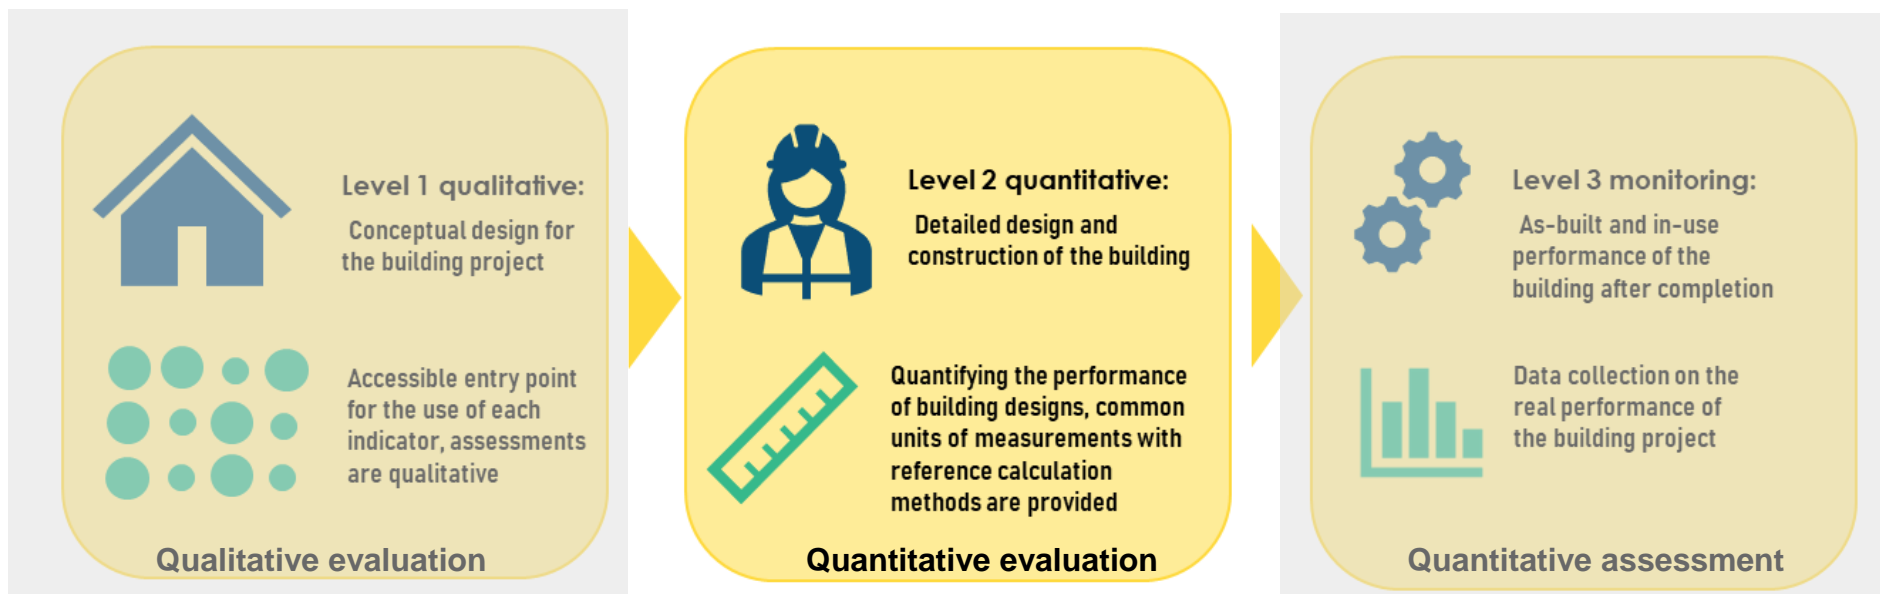 Level 1 qualitative:
Conceptual design for
the building project
Accessible entry point
for the use of each
indicator, assessments
are qualitative
Qualitative evaluation
Level 2 quantitative:
Detailed design and
construction of the building
Quantifying the performance
of building designs, common
units of measurements with
reference calculation
methods are provided
Quantitative evaluation
Level 3 monitoring:
As-built and in-use
performance of the
building after completion
Data collection on the
real performance of
the building project
Quantitative assessment